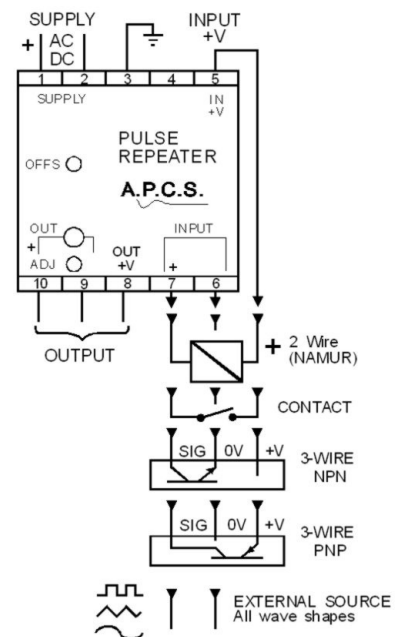 SUPPLY
INPUT
+V
+ AC
DC
1 2 3 4 5
SUPPLY
IN
+V
PULSE
REPEATER
OFFS
A.P.C.S.
OUT
+
ADJ
OUT
+V
INPUT
+
10 9 8 7 6
OUTPUT
+ 2 Wire
(NAMUR)
CONTACT
SIG 0V +V
3-WIRE
NPN
SIG 0V +V
3-WIRE
PNP
EXTERNAL SOURCE
All wave shapes